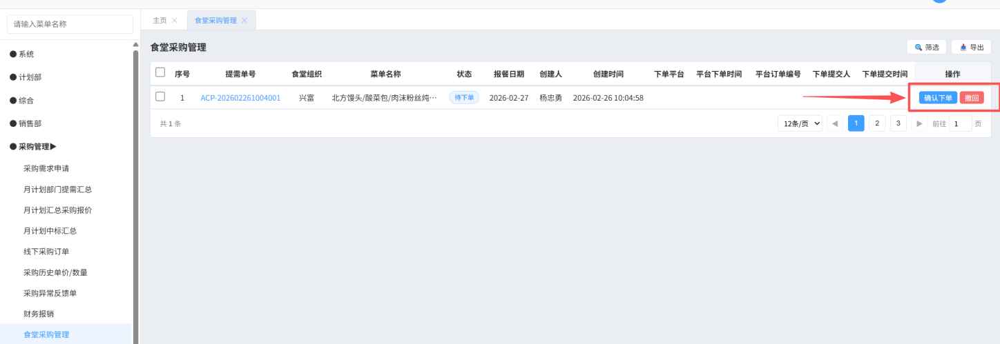 请输入菜单名称
主页 × 食堂采购管理 ×
食堂采购管理
筛选 导出
●系统
●计划部
●综合
●销售部
●采购管理▶
采购需求申请
月计划部门提需汇总
月计划汇总采购报价
月计划中标汇总
线下采购订单
采购历史单价/数量
采购异常反馈单
财务报销
食堂采购管理
序号 提需单号 食堂组织 菜单名称 状态 报餐日期 创建人 创建时间 下单平台 平台下单时间 平台订单编号 下单提交人 下单提交时间 操作
1 ACP-202602261004001 兴富 北方馒头/酸菜包/肉沫粉丝炖… 待下单 2026-02-27 杨忠勇 2026-02-26 10:04:58 确认下单 撤回
共 1 条 12条/页 ◀ 1 2 3 ▶ 前往 1 页